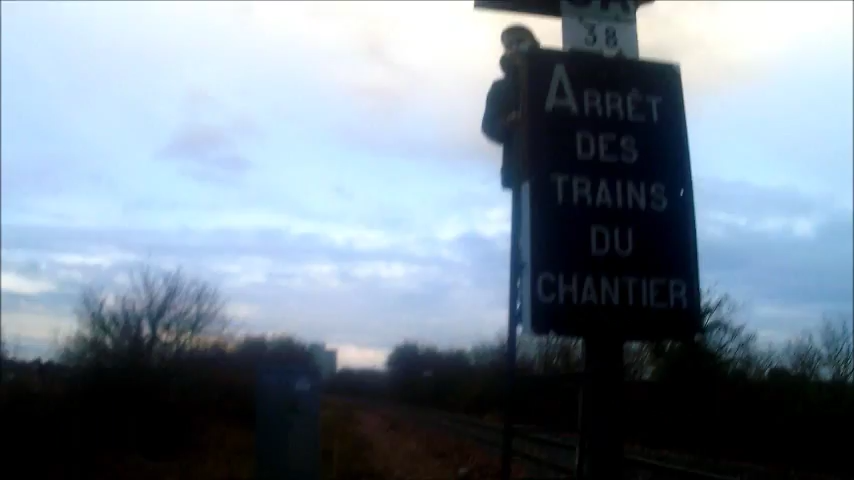 38
ARRÊT
DES
TRAINS
DU
CHANTIER